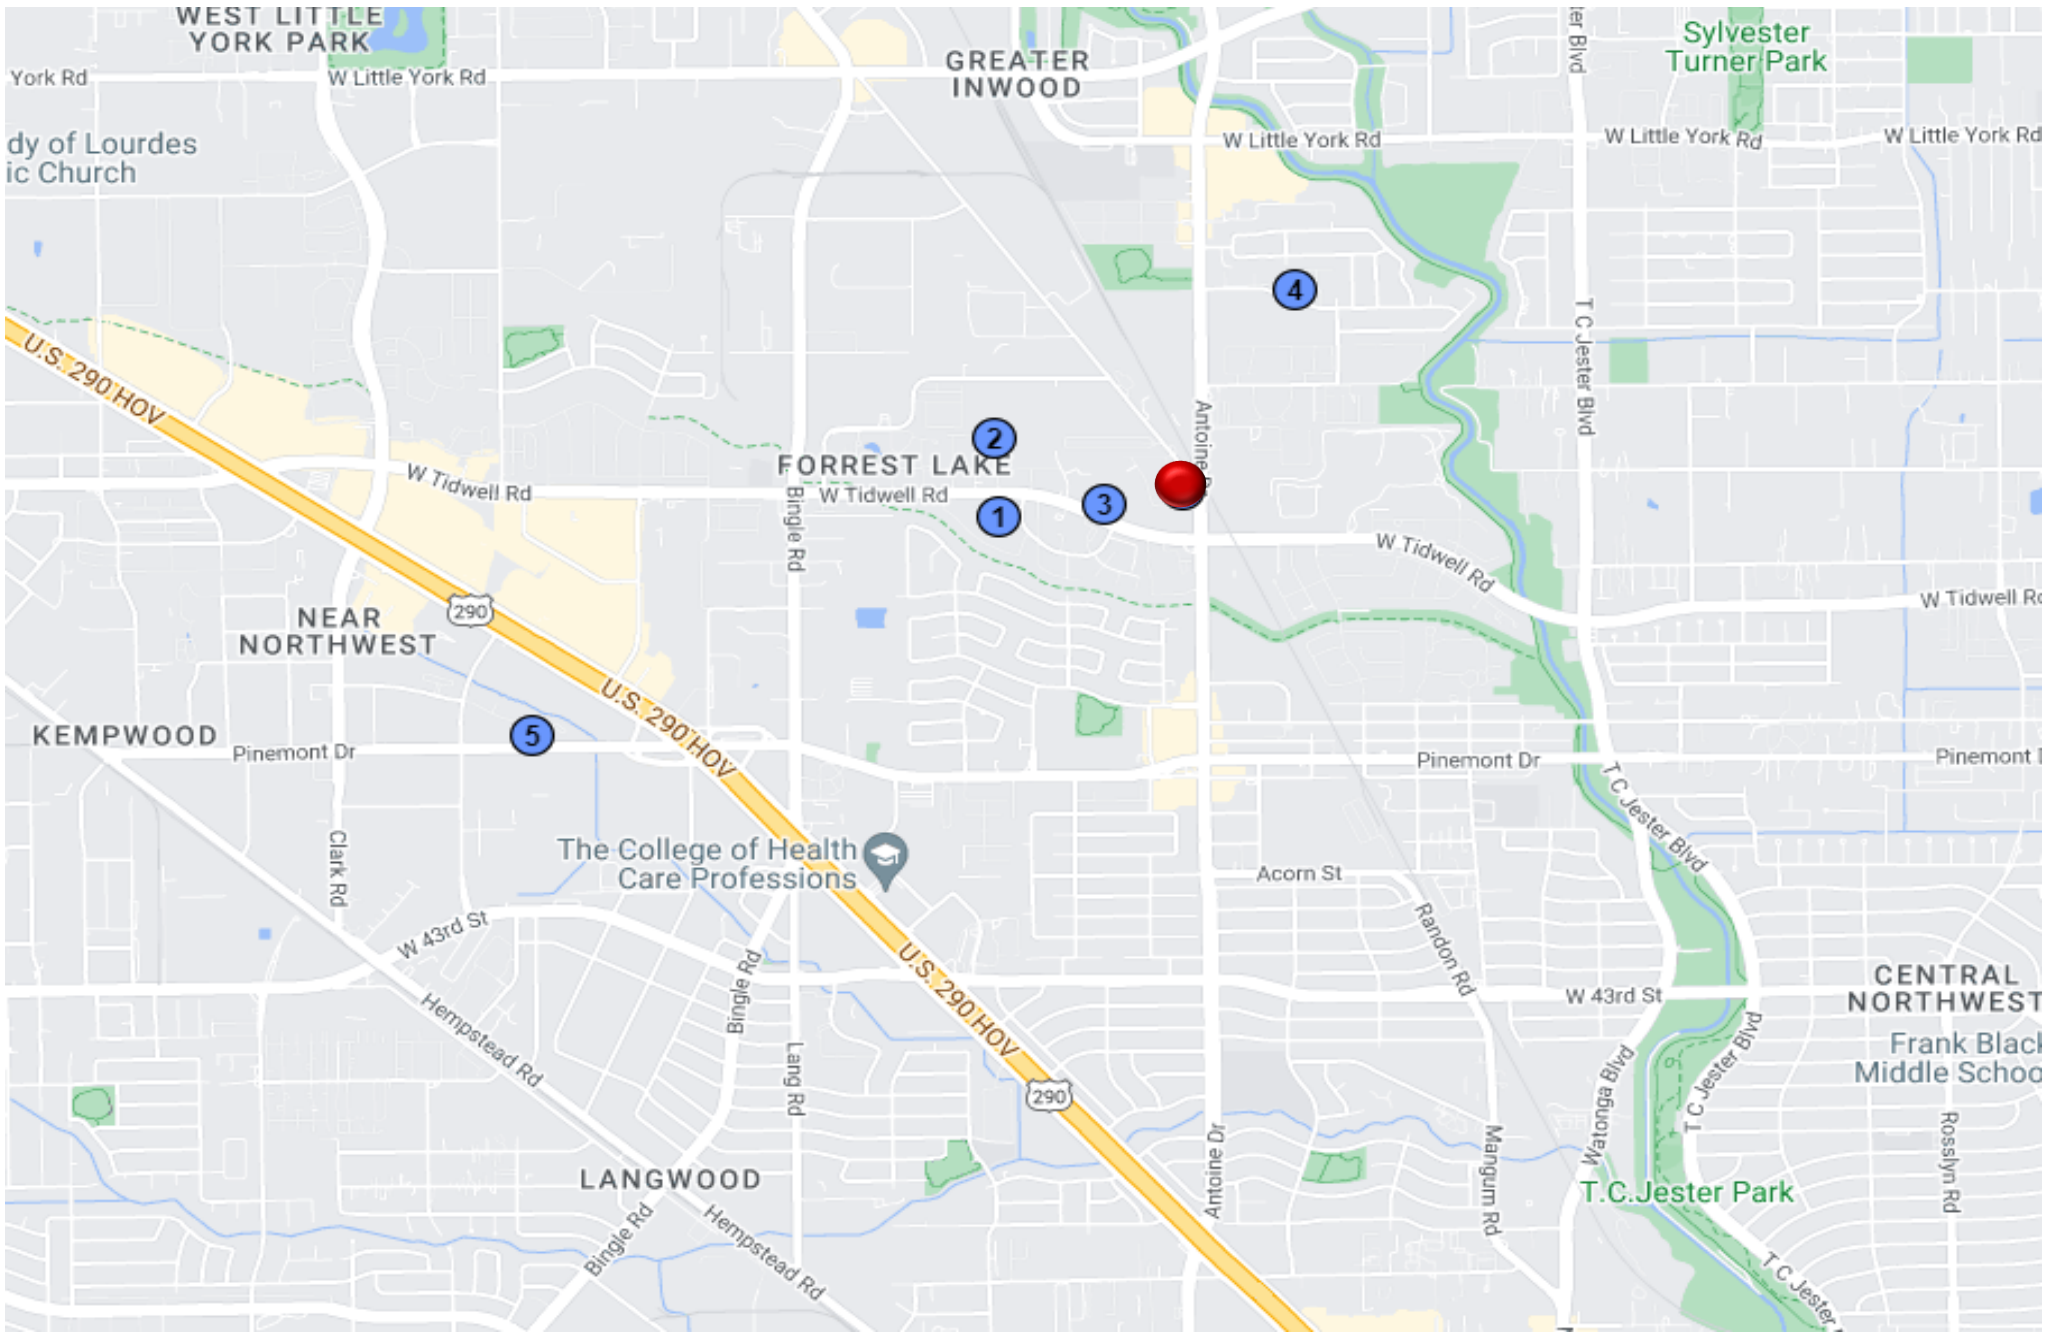 WEST LITTLE
YORK PARK
York Rd
W Little York Rd
GREATER
INWOOD
ter Blvd
Sylvester
Turner Park
dy of Lourdes
ic Church
W Little York Rd
W Little York Rd
W Little York Rd
4
T C Jester Blvd
U.S. 290 HOV
Antoine Dr
2
FORREST LAKE
W Tidwell Rd
W Tidwell Rd
3
1
Bingle Rd
W Tidwell Rd
W Tidwell Rd
290
NEAR
NORTHWEST
U.S. 290 HOV
KEMPWOOD
5
Pinemont Dr
Pinemont Dr
Pinemont D
T C Jester Blvd
Clark Rd
The College of Health
Care Professions
Acorn St
Randon Rd
W 43rd St
U.S. 290 HOV
Bingle Rd
W 43rd St
CENTRAL
NORTHWEST
Hempstead Rd
Frank Black
Middle Schoo
Lang Rd
290
Watonga Blvd
T C Jester Blvd
Antoine Dr
Mangum Rd
Rosslyn Rd
LANGWOOD
T.C.Jester Park
Bingle Rd
Hempstead Rd
T C Jester